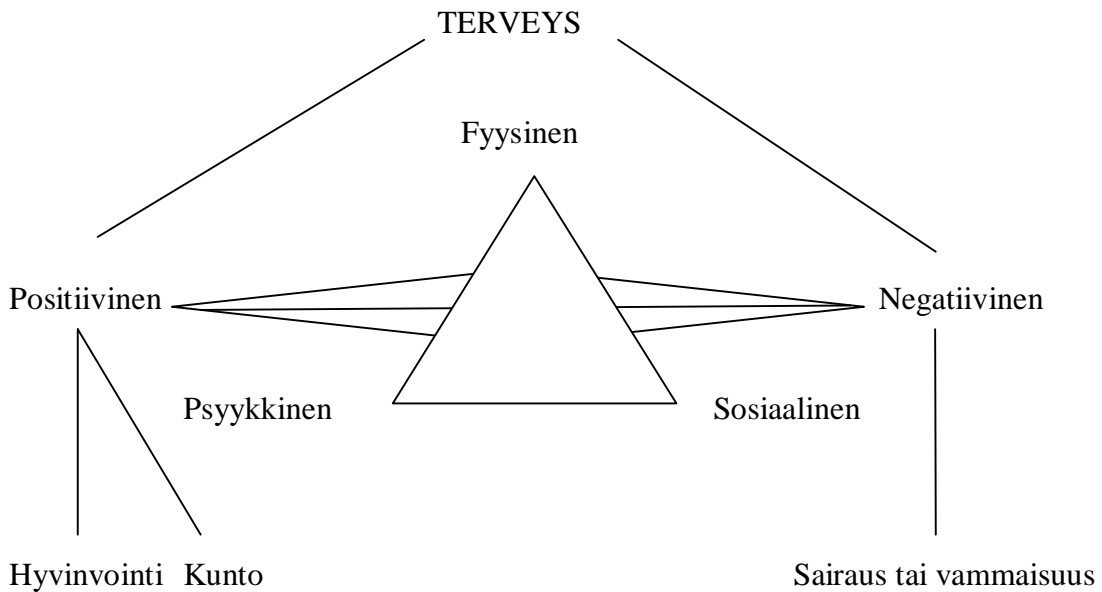 TERVEYS
Fyysinen
Positiivinen
Negatiivinen
Psyykkinen
Sosiaalinen
Hyvinvointi Kunto
Sairaus tai vammaisuus